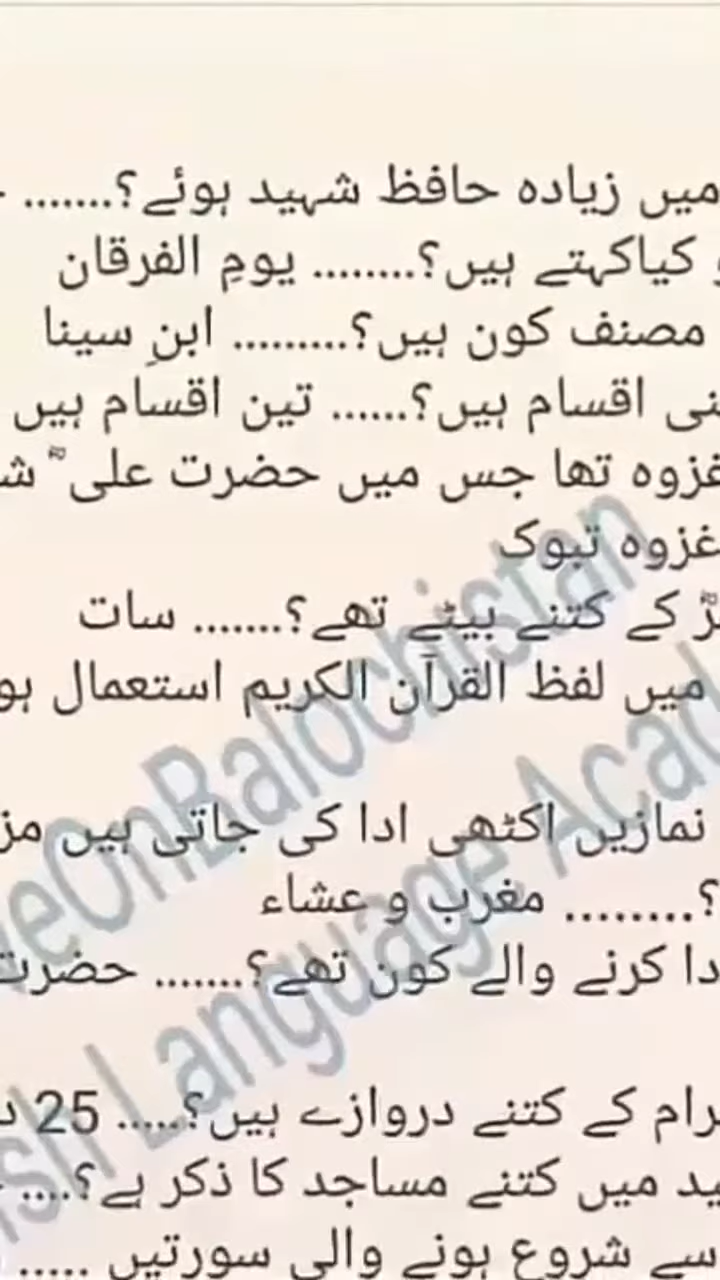 میں زیادہ حافظ شہید ہوئے؟.......
کیاکہتے ہیں؟........ یومِ الفرقان
مصنف کون ہیں؟......... ابنِ سینا
اقسام ہیں؟...... تین اقسام ہیں
غزوہ تھا جس میں حضرت علیؓ
غزوہ تبوک
کے کتنے بیٹے تھے؟....... سات
میں لفظ القرآن الکریم استعمال
نمازیں اکٹھی ادا کی جاتی ہیں
؟........ مغرب و عشاء
کرنے والے کون تھے؟....... حضرت
کے کتنے دروازے ہیں؟..... 25
میں کتنے مساجد کا ذکر ہے؟....
سے شروع ہونے والی سورتیں .....
OnBalochistan
Language